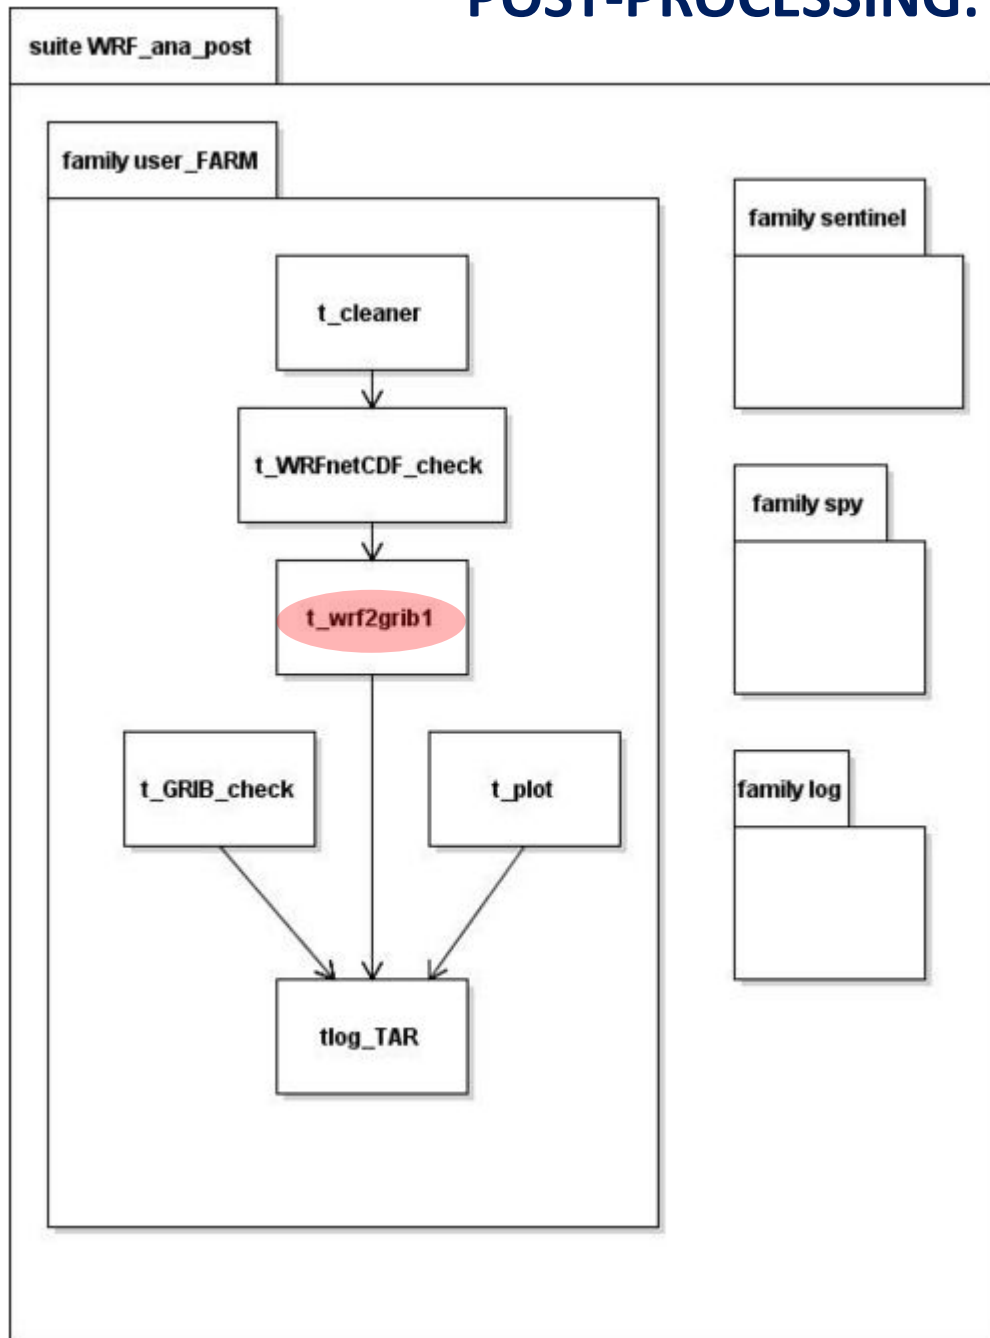 POST-PROCESSING:
suite WRF_ana_post
family user_FARM
t_cleaner
t_WRFnetCDF_check
t_wrf2grib1
t_GRIB_check
t_plot
tlog_TAR
family sentinel
family spy
family log